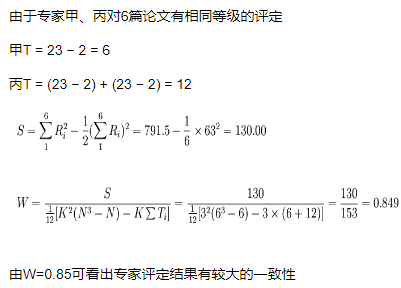 由于专家甲、丙对6篇论文有相同等级的评定
甲T = 23 − 2 = 6
丙T = (23 − 2) + (23 − 2) = 12
S = ∑_{1}^{6} R_i^2 − \frac{1}{2}(∑_{1}^{6} R_i)^2 = 791.5 − \frac{1}{6} × 63^2 = 130.00
W = \frac{S}{\frac{1}{12}[K^2(N^3 − N) − K∑T_i]} = \frac{130}{\frac{1}{12}[3^2(6^3 − 6) − 3 × (6 + 12)]} = \frac{130}{153} = 0.849
由W=0.85可看出专家评定结果有较大的一致性